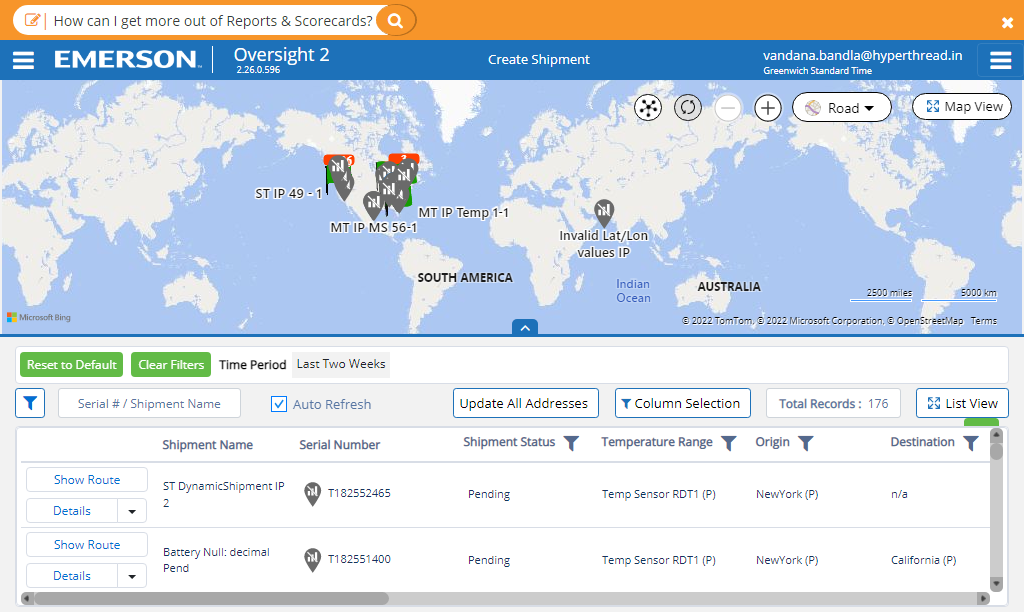 How can I get more out of Reports & Scorecards?
EMERSON
Oversight 2
2.26.0.596
Create Shipment
vandana.bandla@hyperthread.in
Greenwich Standard Time
Road
Map View
ST IP 49 - 1
MT IP Temp 1-1
MT IP MS 56-1
Invalid Lat/Lon
values IP
SOUTH AMERICA
Indian
Ocean
AUSTRALIA
2500 miles
5000 km
Microsoft Bing
© 2022 TomTom, © 2022 Microsoft Corporation, © OpenStreetMap Terms
Reset to Default
Clear Filters
Time Period
Last Two Weeks
Serial # / Shipment Name
Auto Refresh
Update All Addresses
Column Selection
Total Records : 176
List View
Shipment Name
Serial Number
Shipment Status
Temperature Range
Origin
Destination
Show Route
Details
ST DynamicShipment IP
2
T182552465
Pending
Temp Sensor RDT1 (P)
NewYork (P)
n/a
Show Route
Details
Battery Null: decimal
Pend
T182551400
Pending
Temp Sensor RDT1 (P)
NewYork (P)
California (P)